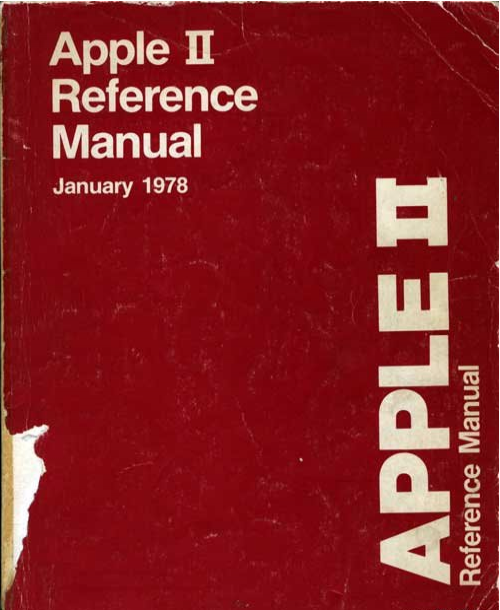 Apple II
Reference
Manual
January 1978
APPLE II
Reference Manual